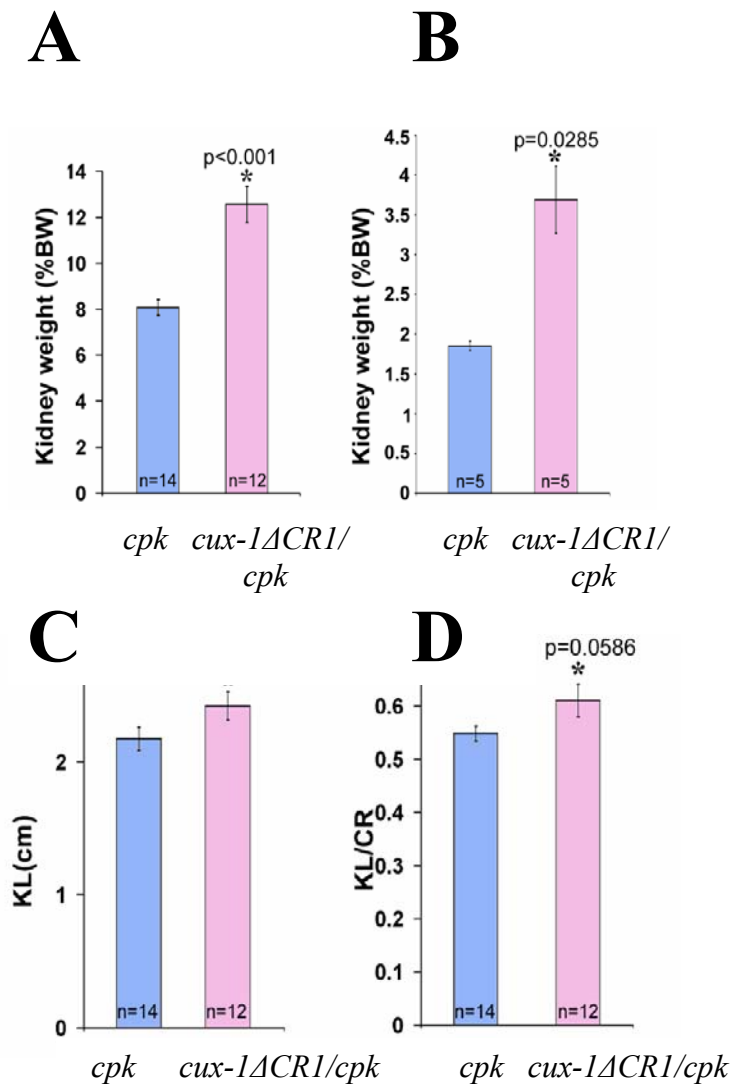 A
B
p<0.001
*
14
12
10
8
6
4
2
0
Kidney weight (%BW)
n=14
n=12
cpk
cux-1ΔCR1/
cpk
p=0.0285
*
4.5
4
3.5
3
2.5
2
1.5
1
0.5
0
Kidney weight (%BW)
n=5
n=5
cpk
cux-1ΔCR1/
cpk
C
D
2
1
0
KL(cm)
n=14
n=12
cpk
cux-1ΔCR1/cpk
p=0.0586
*
0.6
0.5
0.4
0.3
0.2
0.1
0
KL/CR
n=14
n=12
cpk
cux-1ΔCR1/cpk